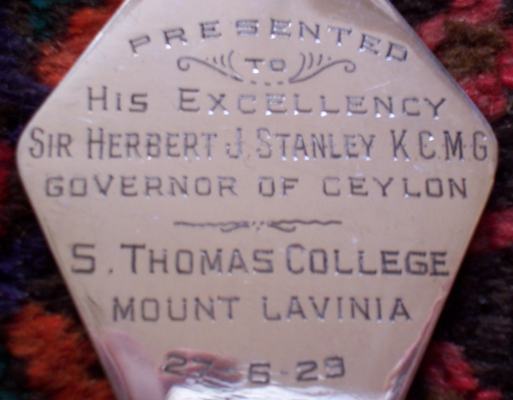 PRESENTED
TO
HIS EXCELLENCY
SIR HERBERT J. STANLEY K.C.M.G
GOVERNOR OF CEYLON
S. THOMAS COLLEGE
MOUNT LAVINIA
27-6-29